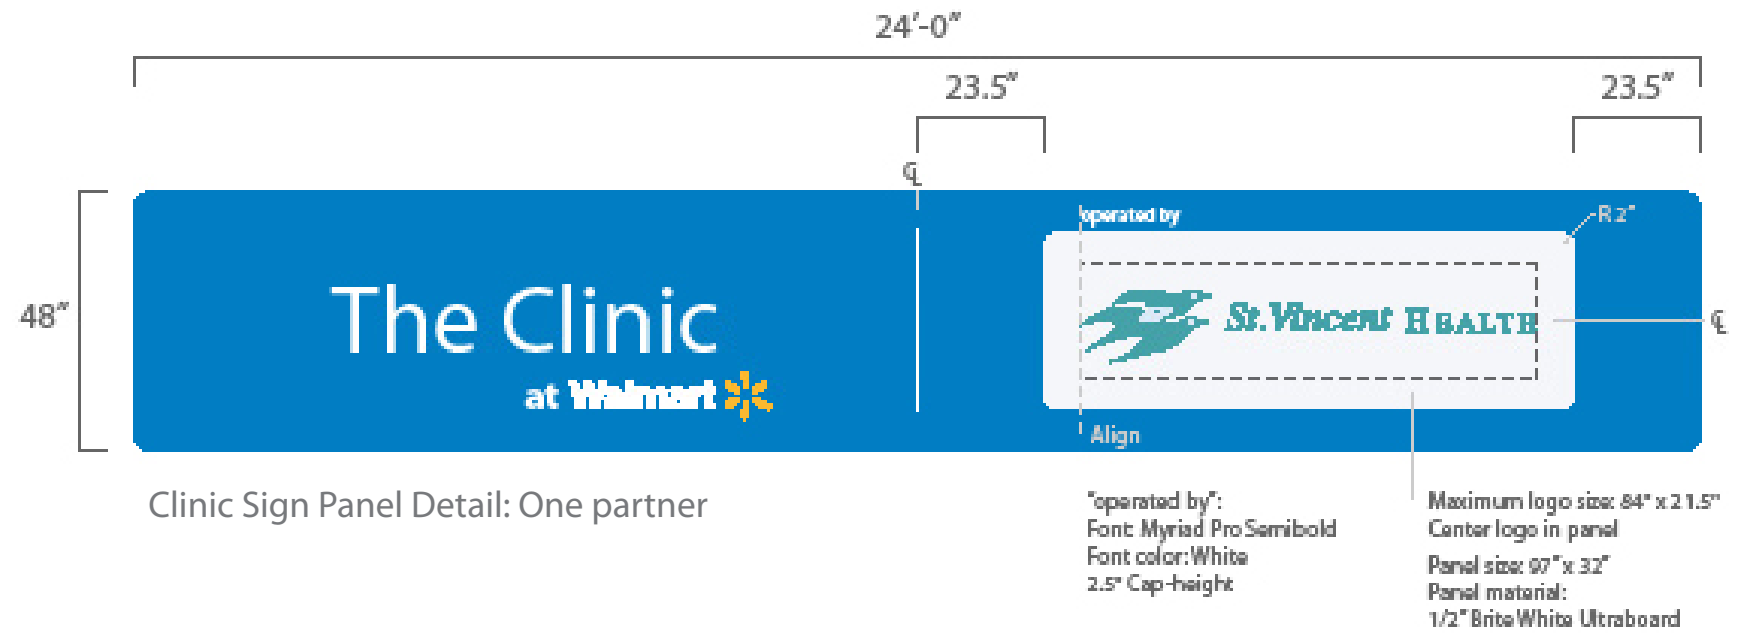 24′-0″
23.5″
23.5″
℄
operated by
R 2"
48″
The Clinic
St. Vincent HEALTH
℄
at Walmart
Align
Clinic Sign Panel Detail: One partner
"operated by":
Font: Myriad Pro Semibold
Font color: White
2.5" Cap-height
Maximum logo size: 84" x 21.5"
Center logo in panel
Panel size: 97" x 32"
Panel material:
1/2" Brite White Ultraboard